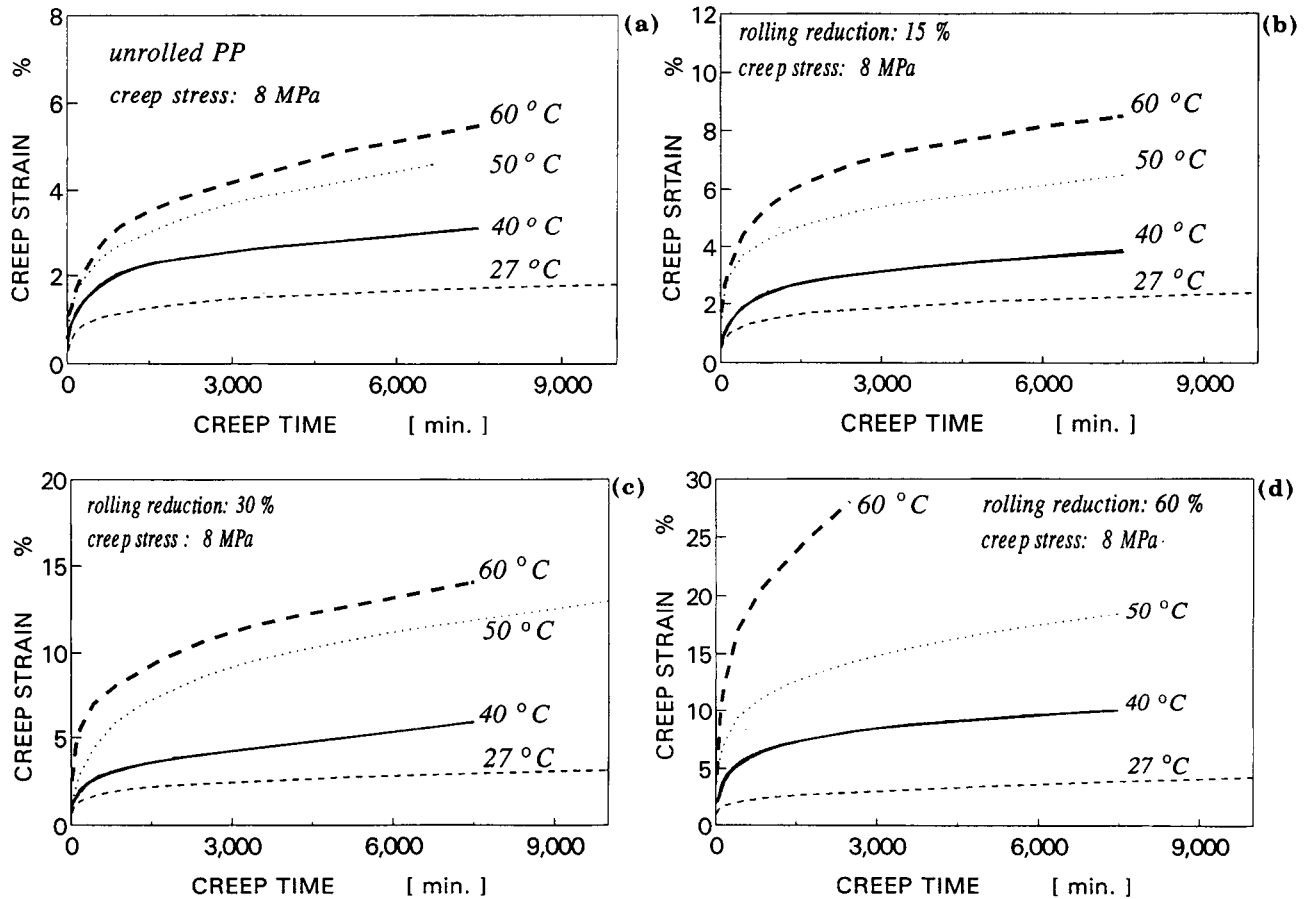 (a)
CREEP STRAIN %
8
6
4
2
0
unrolled PP
creep stress: 8 MPa
60 °C
50 °C
40 °C
27 °C
0 3,000 6,000 9,000
CREEP TIME [ min. ]
(b)
CREEP SRTAIN %
12
10
8
6
4
2
0
rolling reduction: 15 %
creep stress: 8 MPa
60 °C
50 °C
40 °C
27 °C
0 3,000 6,000 9,000
CREEP TIME [ min. ]
(c)
CREEP STRAIN %
20
15
10
5
0
rolling reduction: 30 %
creep stress : 8 MPa
60 °C
50 °C
40 °C
27 °C
0 3,000 6,000 9,000
CREEP TIME [ min. ]
(d)
CREEP STRAIN %
30
25
20
15
10
5
0
60 °C
rolling reduction: 60 %
creep stress: 8 MPa
50 °C
40 °C
27 °C
0 3,000 6,000 9,000
CREEP TIME [ min. ]